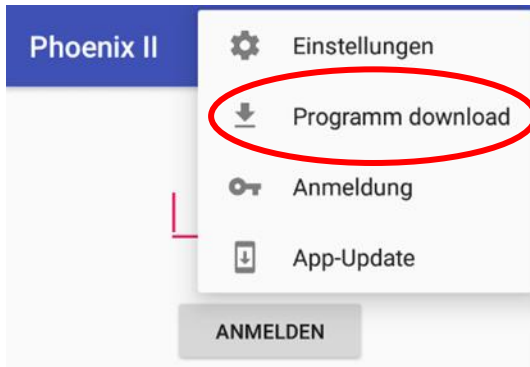 Phoenix II
Einstellungen
Programm download
Anmeldung
App-Update
ANMELDEN